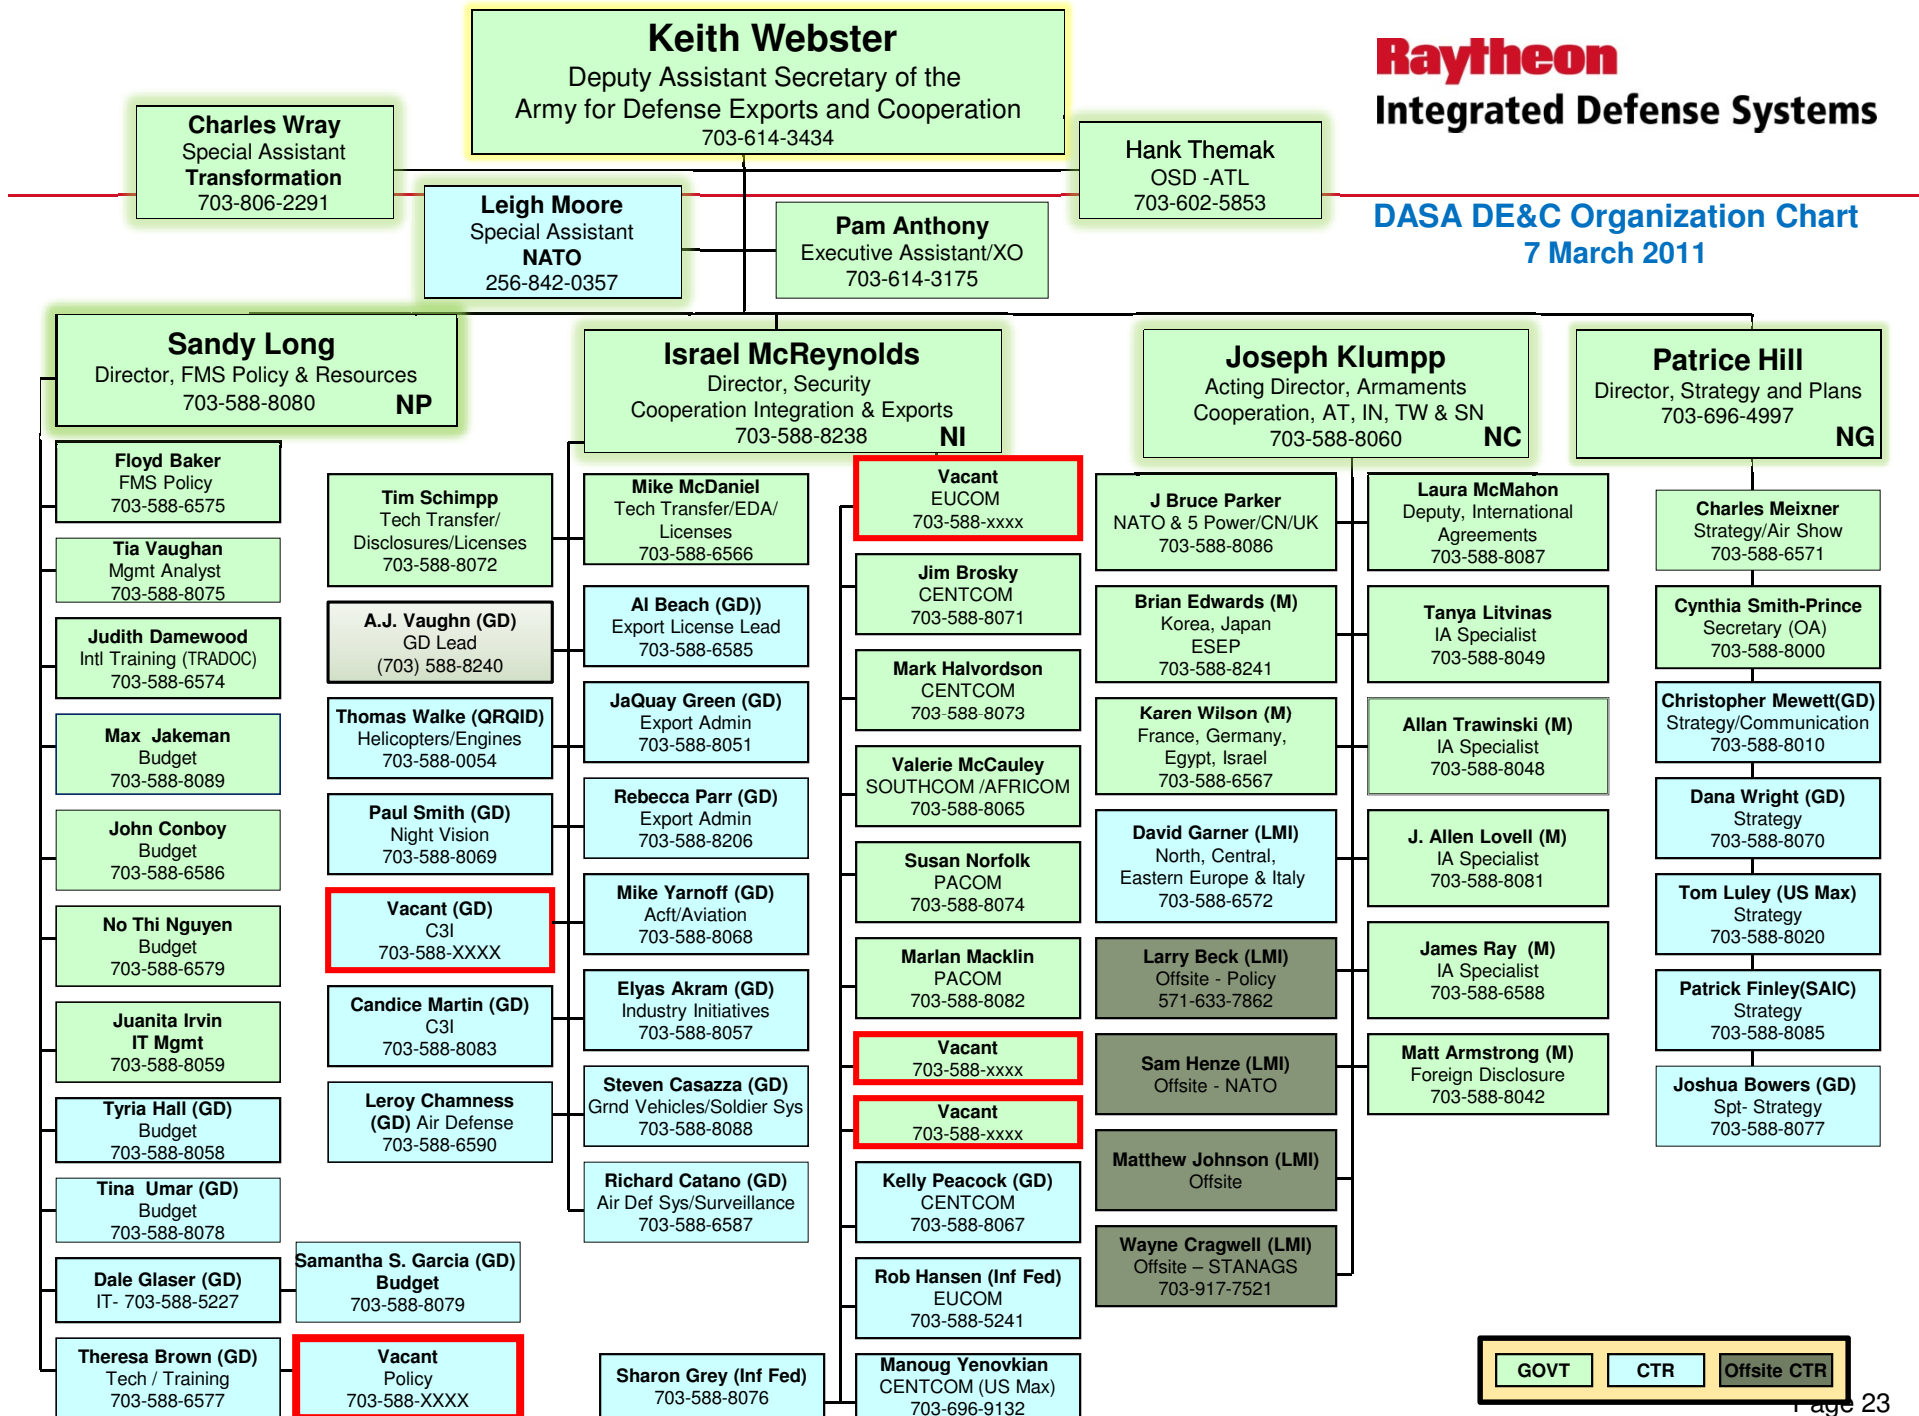 Keith Webster
Deputy Assistant Secretary of the
Army for Defense Exports and Cooperation
703-614-3434
Raytheon
Integrated Defense Systems
DASA DE&C Organization Chart
7 March 2011
Charles Wray
Special Assistant
Transformation
703-806-2291
Hank Themak
OSD -ATL
703-602-5853
Leigh Moore
Special Assistant
NATO
256-842-0357
Pam Anthony
Executive Assistant/XO
703-614-3175
Sandy Long
Director, FMS Policy & Resources
703-588-8080 NP
Israel McReynolds
Director, Security
Cooperation Integration & Exports
703-588-8238 NI
Joseph Klumpp
Acting Director, Armaments
Cooperation, AT, IN, TW & SN
703-588-8060 NC
Patrice Hill
Director, Strategy and Plans
703-696-4997
NG
Floyd Baker
FMS Policy
703-588-6575
Tia Vaughan
Mgmt Analyst
703-588-8075
Judith Damewood
Intl Training (TRADOC)
703-588-6574
Max Jakeman
Budget
703-588-8089
John Conboy
Budget
703-588-6586
No Thi Nguyen
Budget
703-588-6579
Juanita Irvin
IT Mgmt
703-588-8059
Tyria Hall (GD)
Budget
703-588-8058
Tina Umar (GD)
Budget
703-588-8078
Dale Glaser (GD)
IT- 703-588-5227
Samantha S. Garcia (GD)
Budget
703-588-8079
Theresa Brown (GD)
Tech / Training
703-588-6577
Vacant
Policy
703-588-XXXX
Tim Schimpp
Tech Transfer/
Disclosures/Licenses
703-588-8072
A.J. Vaughn (GD)
GD Lead
(703) 588-8240
Thomas Walke (QRQID)
Helicopters/Engines
703-588-0054
Paul Smith (GD)
Night Vision
703-588-8069
Vacant (GD)
C3I
703-588-XXXX
Candice Martin (GD)
C3I
703-588-8083
Leroy Chamness
(GD) Air Defense
703-588-6590
Mike McDaniel
Tech Transfer/EDA/
Licenses
703-588-6566
Al Beach (GD))
Export License Lead
703-588-6585
JaQuay Green (GD)
Export Admin
703-588-8051
Rebecca Parr (GD)
Export Admin
703-588-8206
Mike Yarnoff (GD)
Acft/Aviation
703-588-8068
Elyas Akram (GD)
Industry Initiatives
703-588-8057
Steven Casazza (GD)
Grnd Vehicles/Soldier Sys
703-588-8088
Richard Catano (GD)
Air Def Sys/Surveillance
703-588-6587
Sharon Grey (Inf Fed)
703-588-8076
Vacant
EUCOM
703-588-xxxx
Jim Brosky
CENTCOM
703-588-8071
Mark Halvordson
CENTCOM
703-588-8073
Valerie McCauley
SOUTHCOM /AFRICOM
703-588-8065
Susan Norfolk
PACOM
703-588-8074
Marlan Macklin
PACOM
703-588-8082
Vacant
703-588-xxxx
Vacant
703-588-xxxx
Kelly Peacock (GD)
CENTCOM
703-588-8067
Rob Hansen (Inf Fed)
EUCOM
703-588-5241
Manoug Yenovkian
CENTCOM (US Max)
703-696-9132
J Bruce Parker
NATO & 5 Power/CN/UK
703-588-8086
Brian Edwards (M)
Korea, Japan
ESEP
703-588-8241
Karen Wilson (M)
France, Germany,
Egypt, Israel
703-588-6567
David Garner (LMI)
North, Central,
Eastern Europe & Italy
703-588-6572
Larry Beck (LMI)
Offsite - Policy
571-633-7862
Sam Henze (LMI)
Offsite - NATO
Matthew Johnson (LMI)
Offsite
Wayne Cragwell (LMI)
Offsite – STANAGS
703-917-7521
Laura McMahon
Deputy, International
Agreements
703-588-8087
Tanya Litvinas
IA Specialist
703-588-8049
Allan Trawinski (M)
IA Specialist
703-588-8048
J. Allen Lovell (M)
IA Specialist
703-588-8081
James Ray (M)
IA Specialist
703-588-6588
Matt Armstrong (M)
Foreign Disclosure
703-588-8042
Charles Meixner
Strategy/Air Show
703-588-6571
Cynthia Smith-Prince
Secretary (OA)
703-588-8000
Christopher Mewett(GD)
Strategy/Communication
703-588-8010
Dana Wright (GD)
Strategy
703-588-8070
Tom Luley (US Max)
Strategy
703-588-8020
Patrick Finley(SAIC)
Strategy
703-588-8085
Joshua Bowers (GD)
Spt- Strategy
703-588-8077
GOVT
CTR
Offsite CTR
Page 23